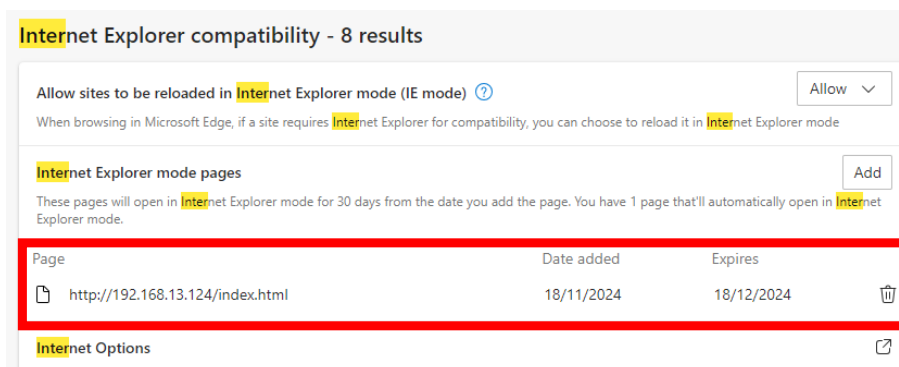 Internet Explorer compatibility - 8 results
Allow sites to be reloaded in Internet Explorer mode (IE mode) ?
Allow
When browsing in Microsoft Edge, if a site requires Internet Explorer for compatibility, you can choose to reload it in Internet Explorer mode
Internet Explorer mode pages
Add
These pages will open in Internet Explorer mode for 30 days from the date you add the page. You have 1 page that'll automatically open in Internet
Explorer mode.
Page Date added Expires
http://192.168.13.124/index.html 18/11/2024 18/12/2024
Internet Options